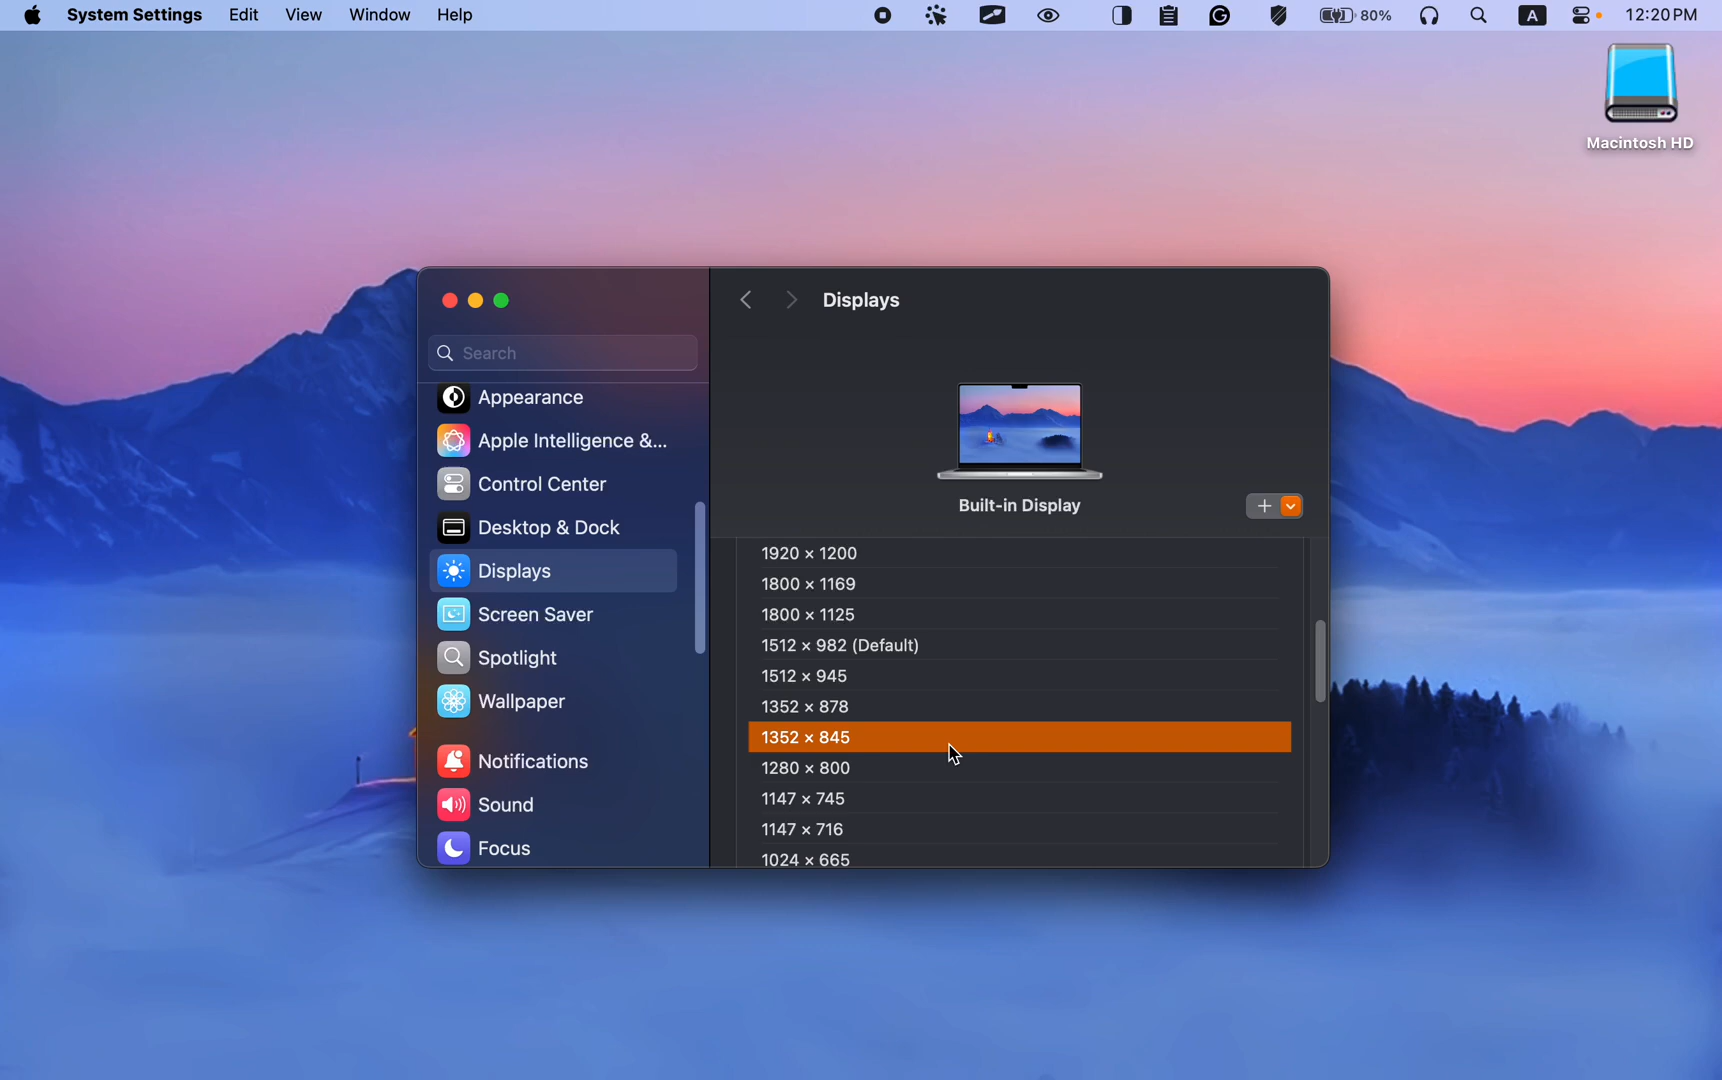 System Settings Edit View Window Help 80% A 12:20 PM
Macintosh HD
Search
Appearance
Apple Intelligence &...
Control Center
Desktop & Dock
Displays
Screen Saver
Spotlight
Wallpaper
Notifications
Sound
Focus
Displays
Built-in Display
1920 × 1200
1800 × 1169
1800 × 1125
1512 × 982 (Default)
1512 × 945
1352 × 878
1352 × 845
1280 × 800
1147 × 745
1147 × 716
1024 × 665